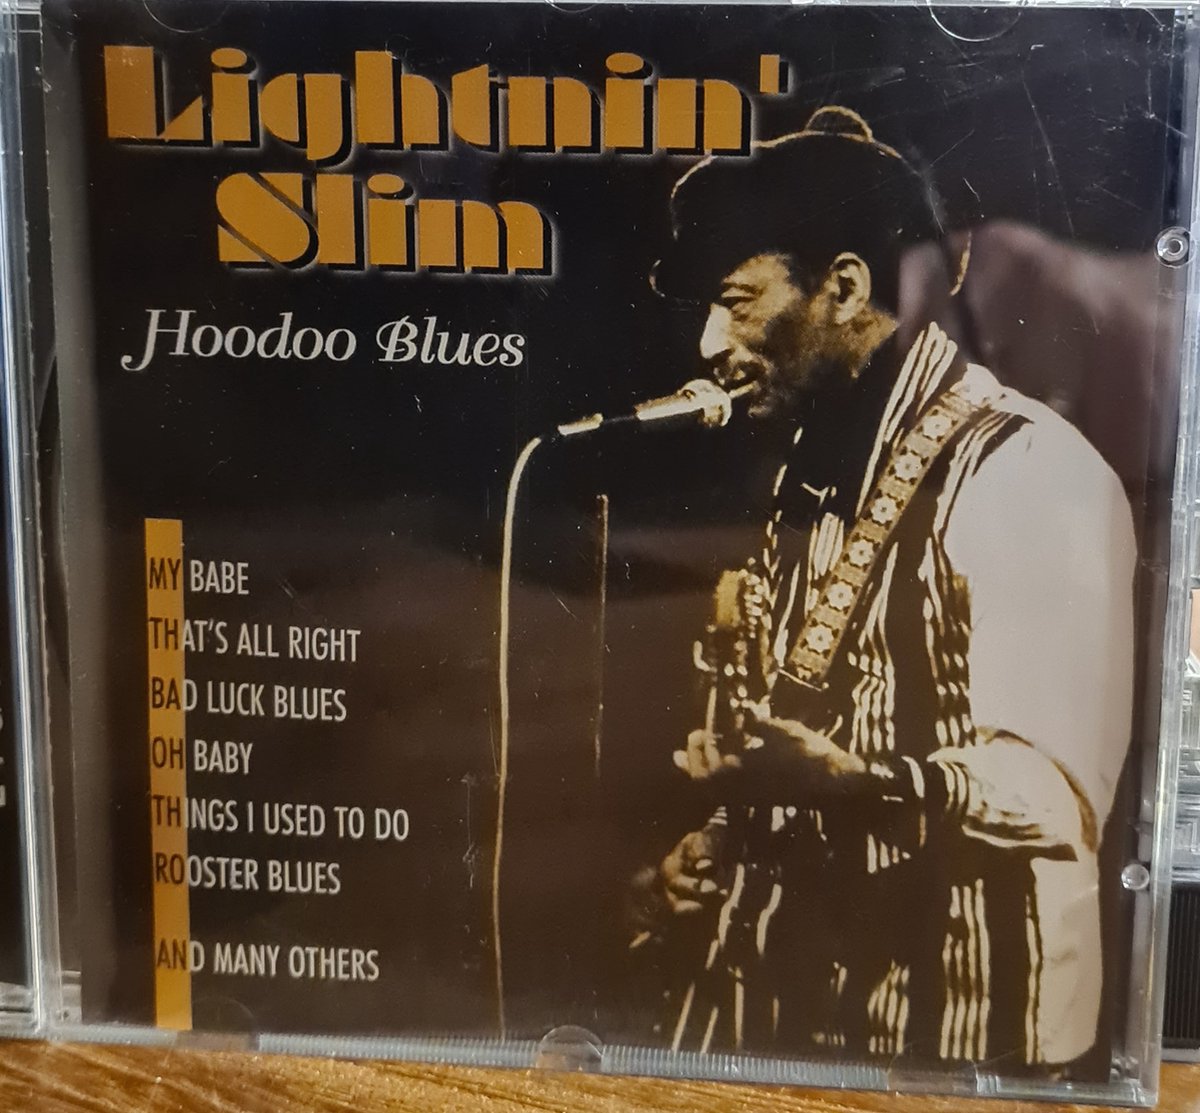 Lightnin'
Slim
Hoodoo Blues
MY BABE
THAT'S ALL RIGHT
BAD LUCK BLUES
OH BABY
THINGS I USED TO DO
ROOSTER BLUES
AND MANY OTHERS